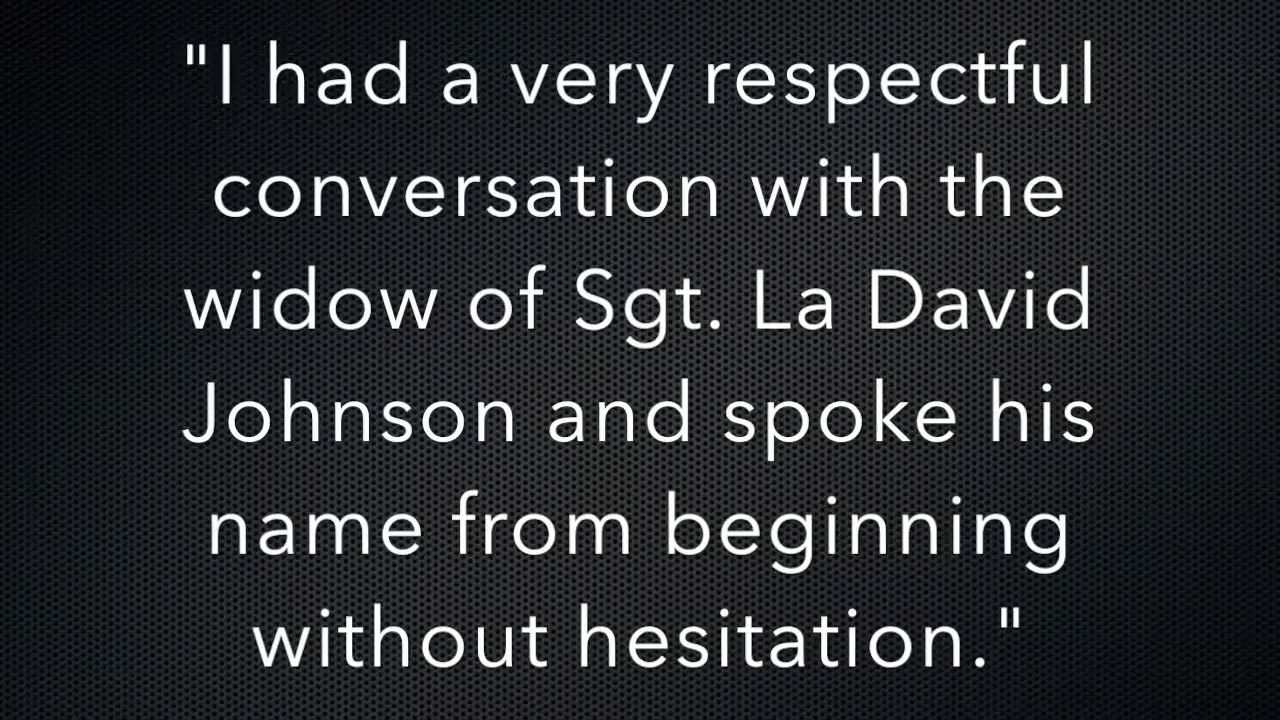 "I had a very respectful
conversation with the
widow of Sgt. La David
Johnson and spoke his
name from beginning
without hesitation."